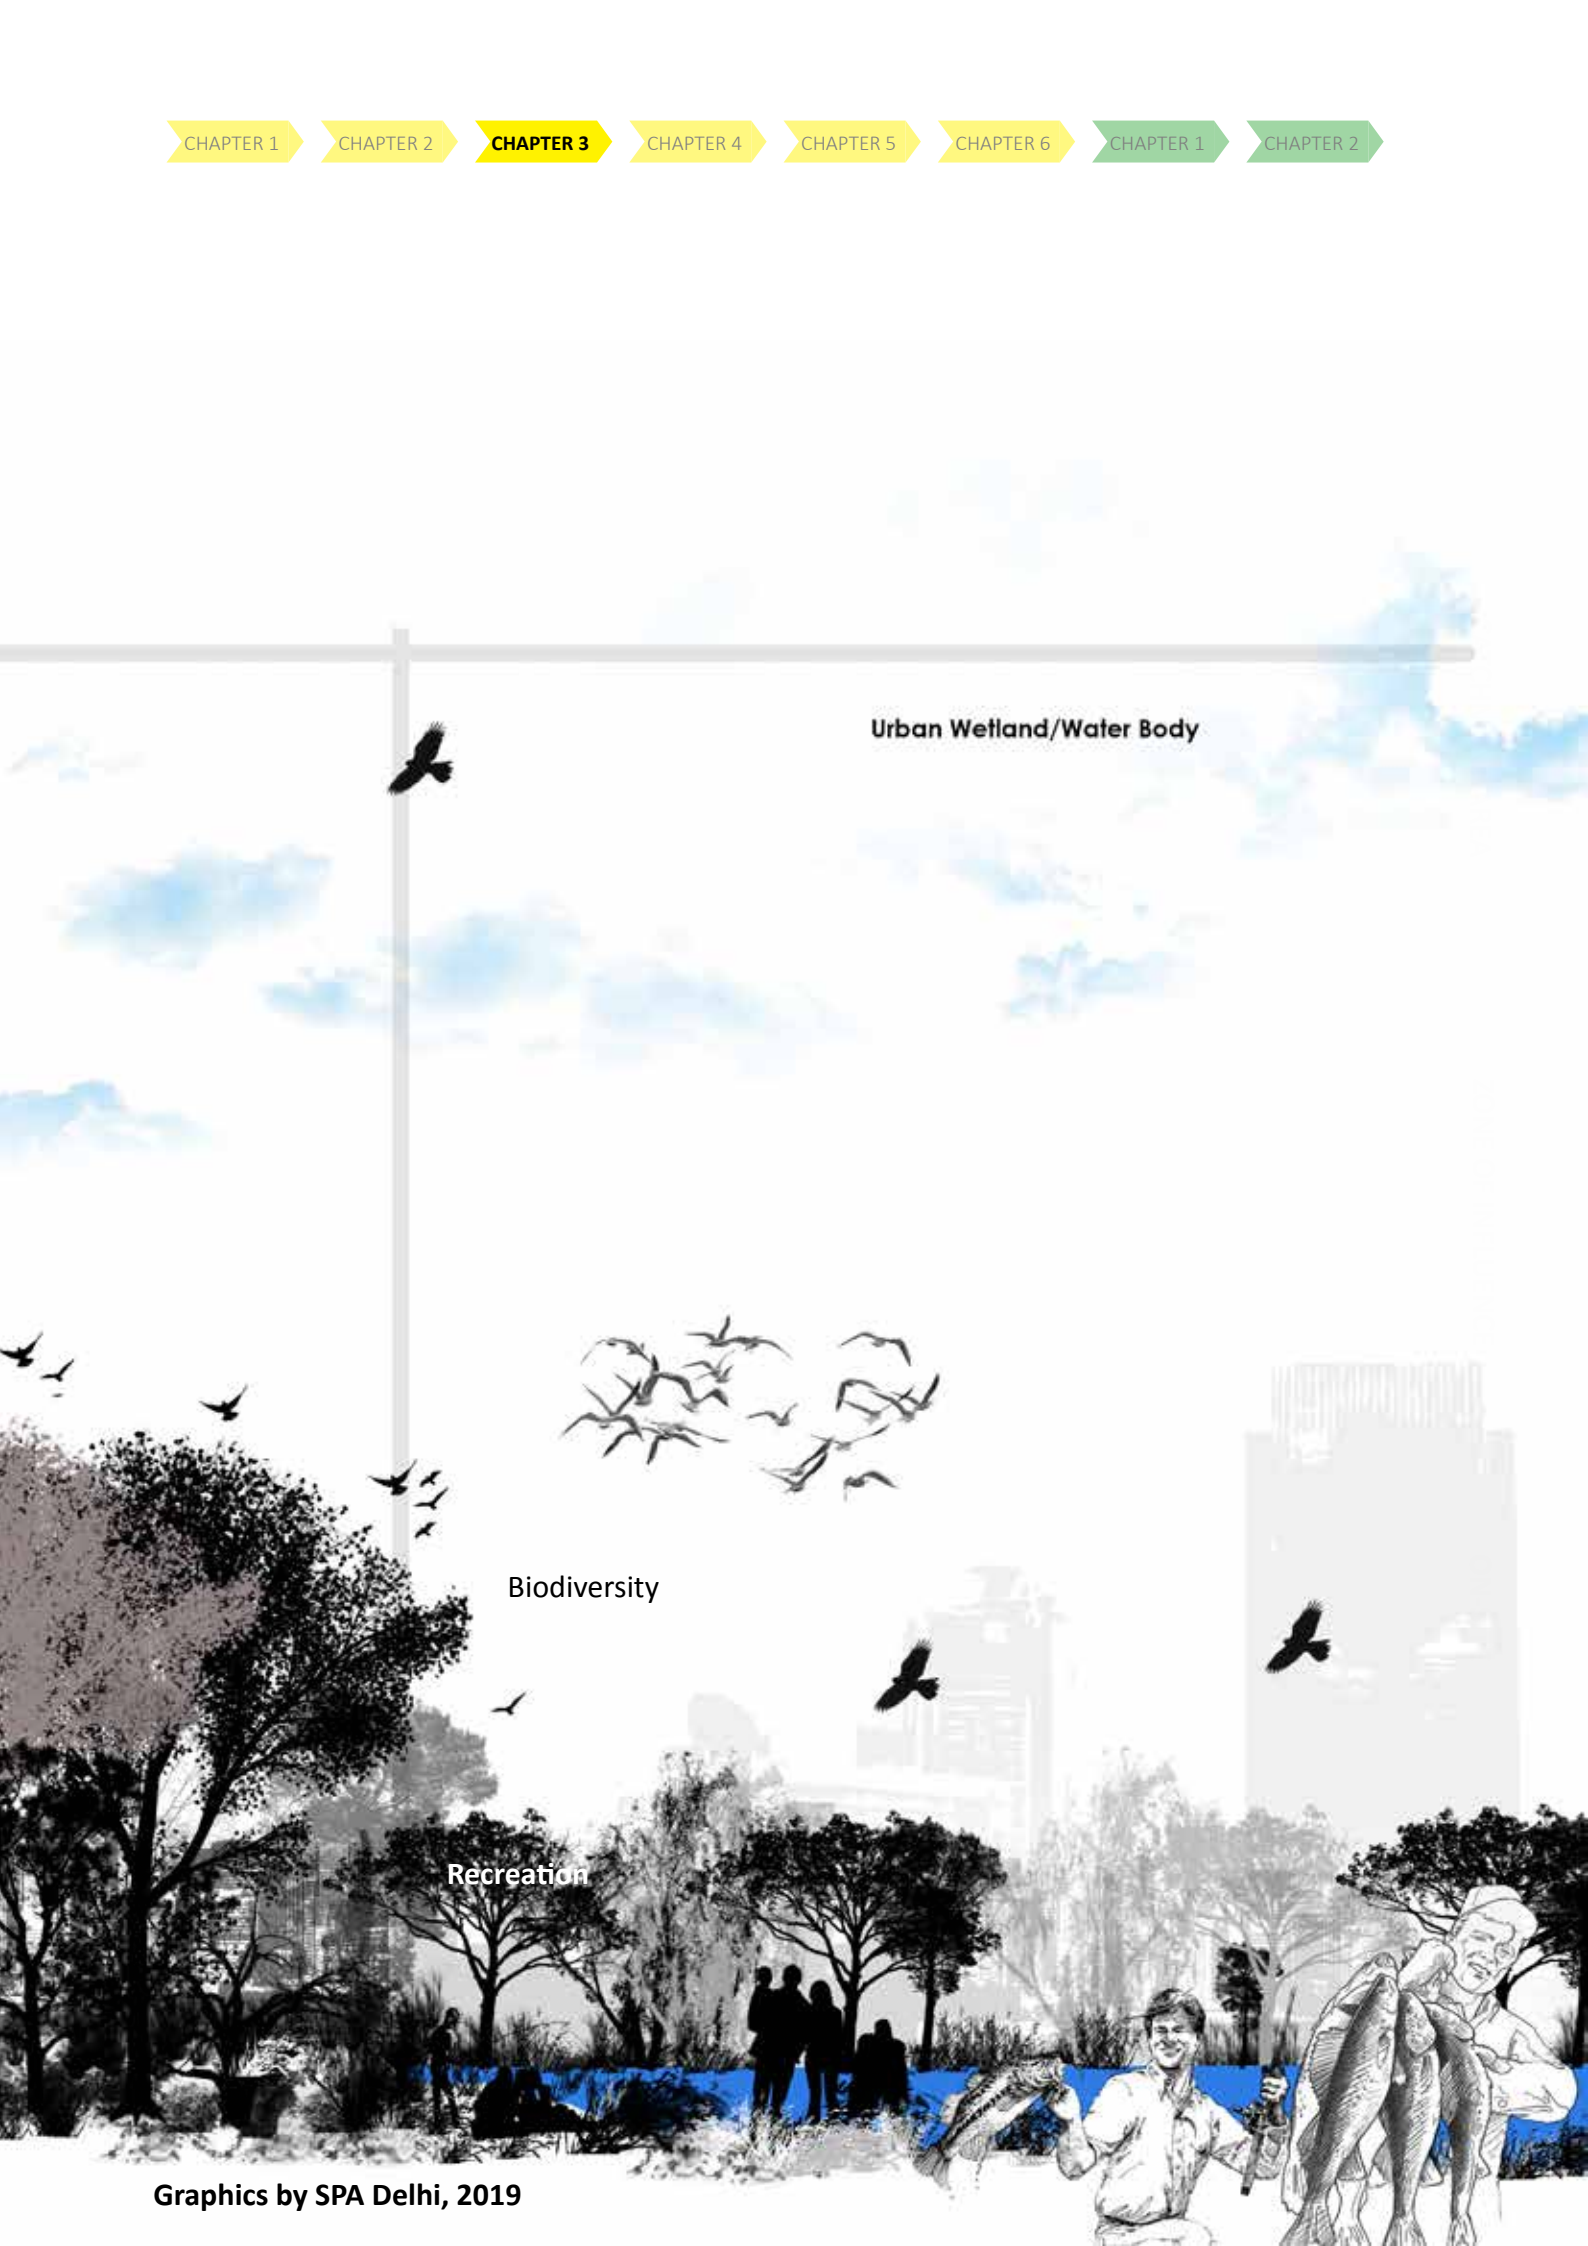 CHAPTER 1 CHAPTER 2 CHAPTER 3 CHAPTER 4 CHAPTER 5 CHAPTER 6 CHAPTER 1 CHAPTER 2
Urban Wetland/Water Body
Biodiversity
Recreation
Graphics by SPA Delhi, 2019